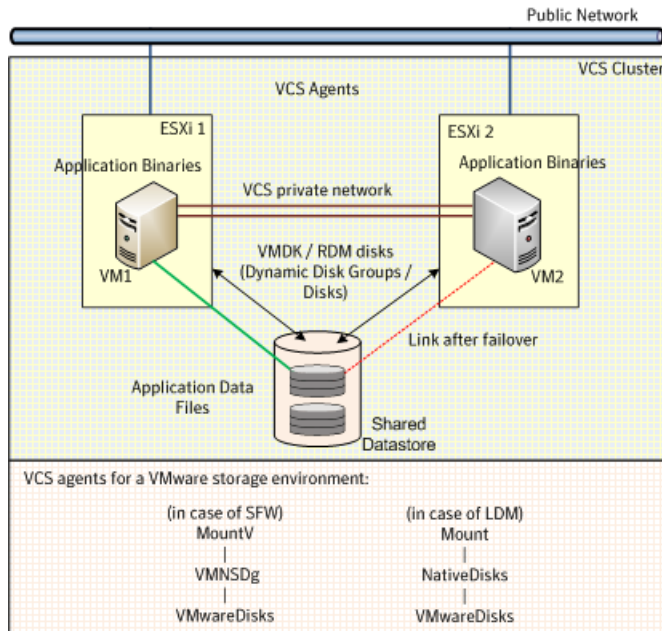 Public Network
VCS Cluster
VCS Agents
ESXi 1
ESXi 2
Application Binaries
Application Binaries
VCS private network
VMDK / RDM disks
(Dynamic Disk Groups /
Disks)
VM1
VM2
Link after failover
Application Data
Files
Shared
Datastore
VCS agents for a VMware storage environment:
(in case of SFW)
MountV
|
VMNSDg
|
VMwareDisks
(in case of LDM)
Mount
|
NativeDisks
|
VMwareDisks